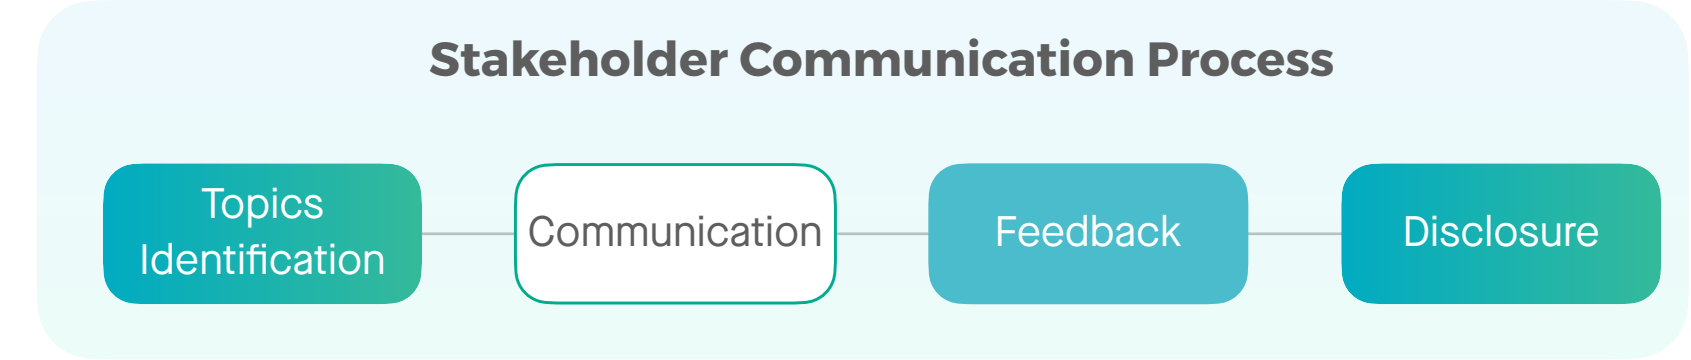 Stakeholder Communication Process
Topics
Identification
Communication
Feedback
Disclosure